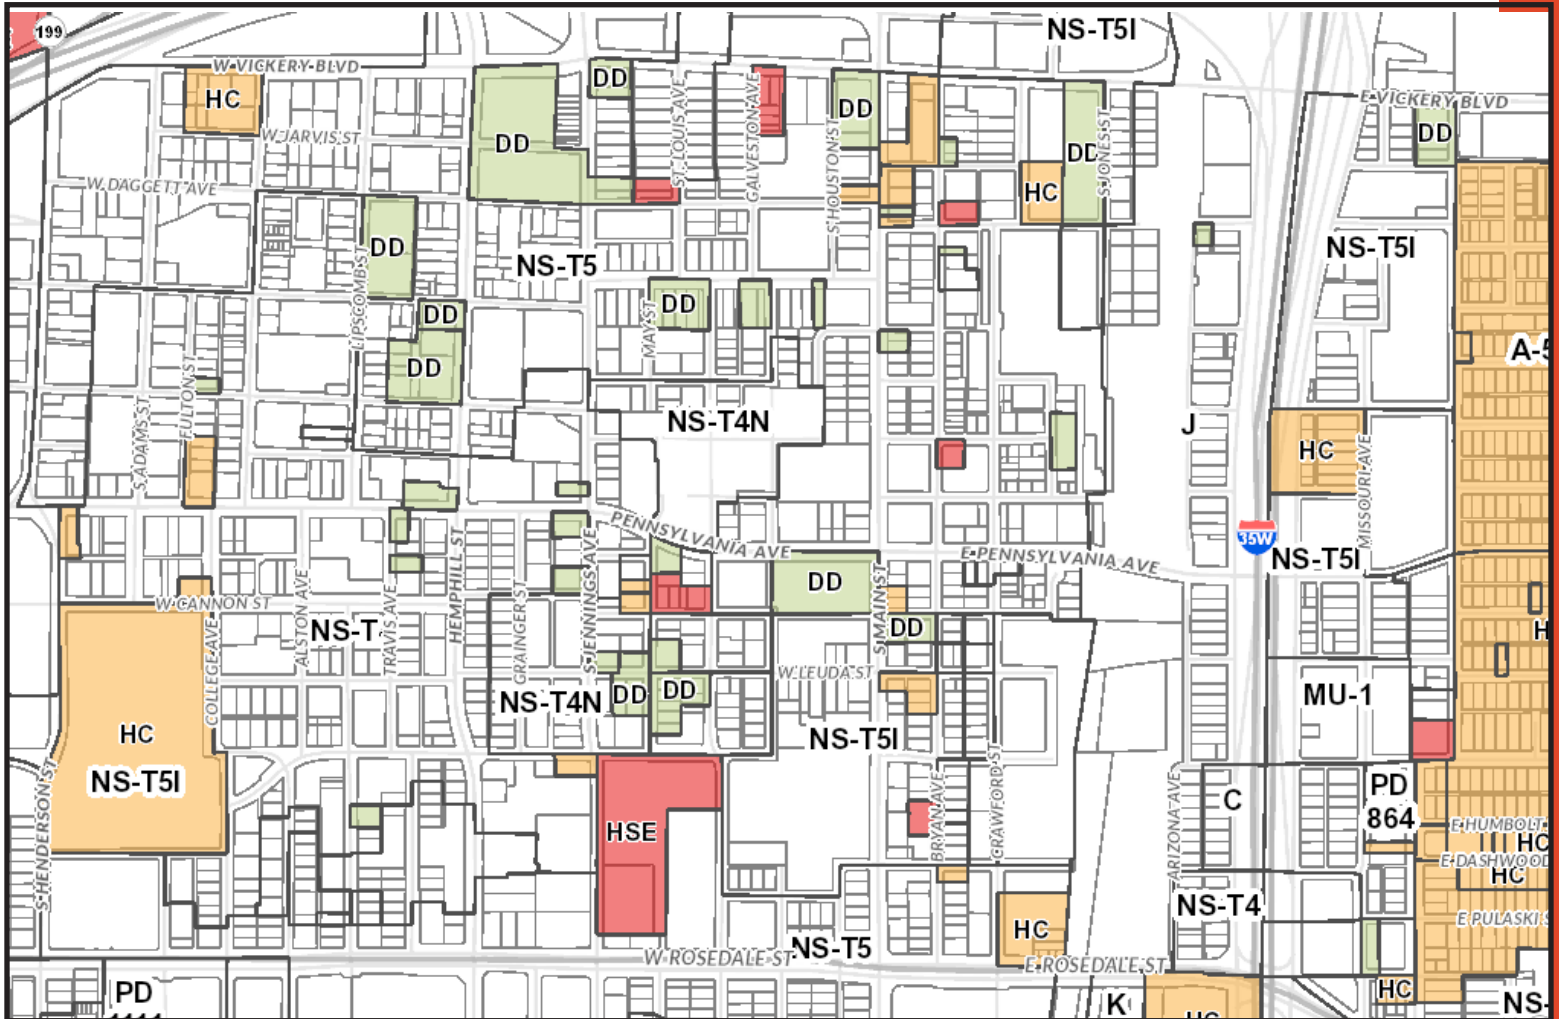 199
NS-T5I
W VICKERY BLVD
DD
E VICKERY BLVD
HC
DD
DD
W JARVIS ST
DD
ST LOUIS AVE
GALVESTON AVE
S HOUSTON ST
S JONES ST
DD
W DAGGETT AVE
HC
DD
NS-T5
NS-T5I
LIPSCOMB ST
DD
DD
MAY ST
A-5
DD
FULTON ST
S ADAMS ST
NS-T4N
J
HC
MISSOURI AVE
PENNSYLVANIA AVE
E PENNSYLVANIA AVE
35W
NS-T5I
DD
HEMPHILL ST
S JENNINGS AVE
S MAIN ST
W CANNON ST
ALSTON AVE
TRAVIS AVE
GRAINGER ST
NS-T
DD
H
COLLEGE AVE
W LEUDA ST
NS-T4N
DD
DD
MU-1
HC
NS-T5I
NS-T5I
S HENDERSON ST
BRYAN AVE
CRAWFORD ST
ARIZONA AVE
C
PD
864
HSE
E HUMBOLT
HC
E DASHWOOD
HC
NS-T4
E PULASKI S
HC
NS-T5
W ROSEDALE ST
E ROSEDALE ST
PD
1111
K
HC
HC
NS-